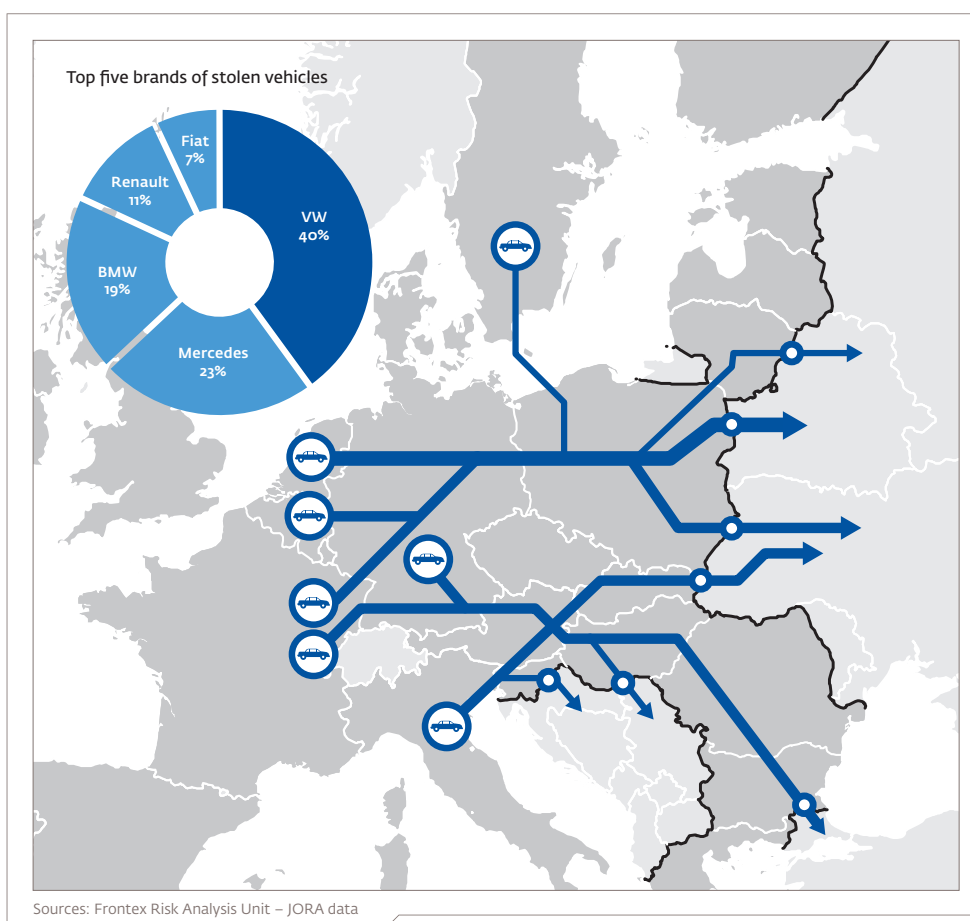 Top five brands of stolen vehicles
Fiat
7%
Renault
11%
VW
40%
BMW
19%
Mercedes
23%
Sources: Frontex Risk Analysis Unit – JORA data